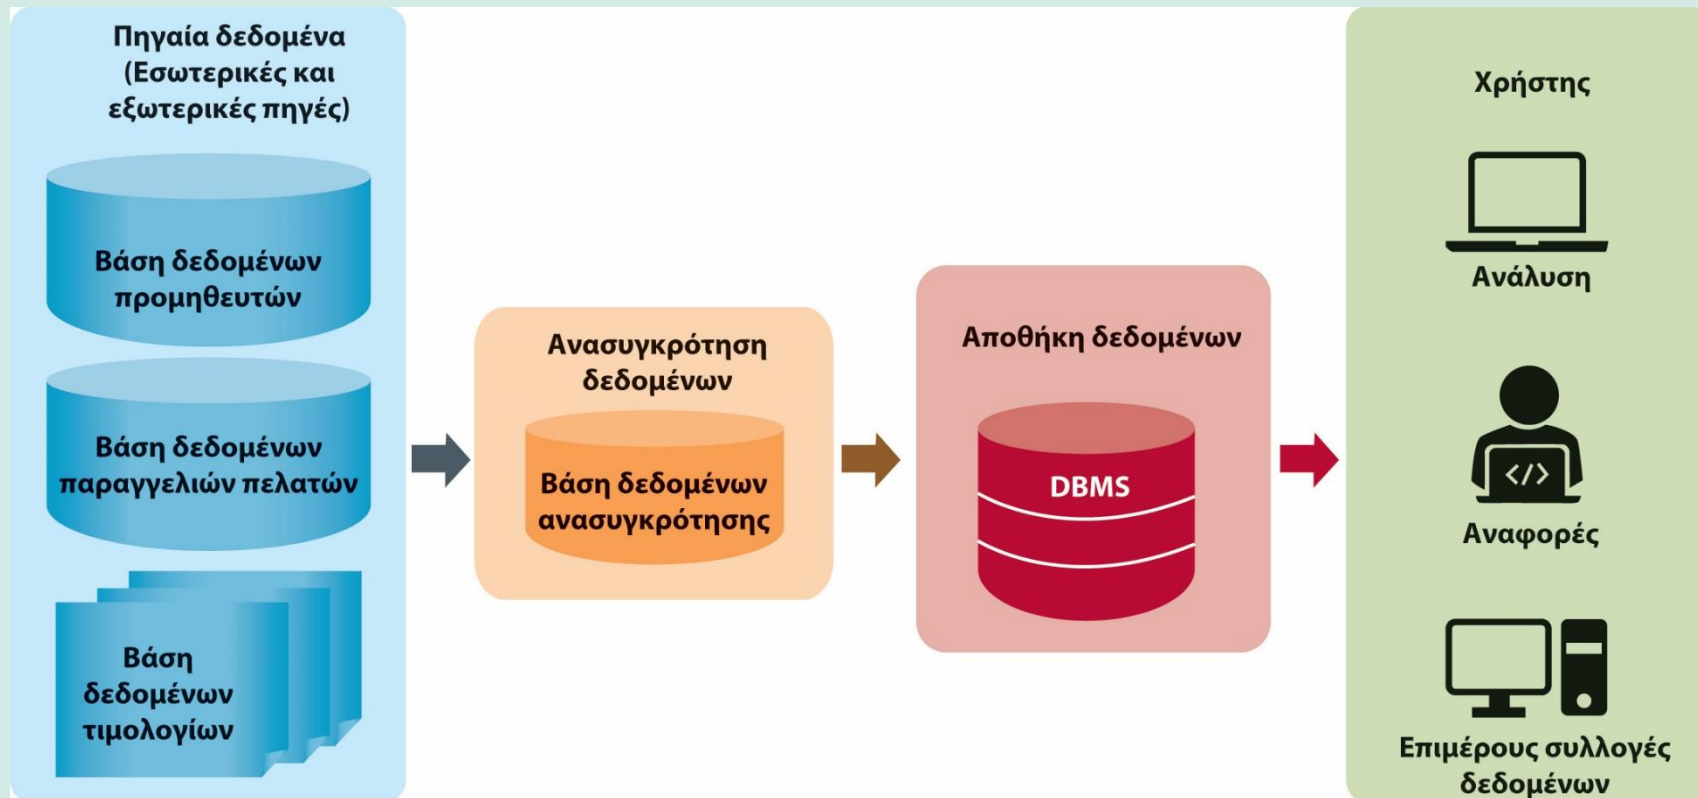 Πηγαία δεδομένα
(Εσωτερικές και
εξωτερικές πηγές)
Βάση δεδομένων
προμηθευτών
Βάση δεδομένων
παραγγελιών πελατών
Βάση
δεδομένων
τιμολογίων
Ανασυγκρότηση
δεδομένων
Βάση δεδομένων
ανασυγκρότησης
Αποθήκη δεδομένων
DBMS
Χρήστης
Ανάλυση
</>
Αναφορές
Επιμέρους συλλογές
δεδομένων